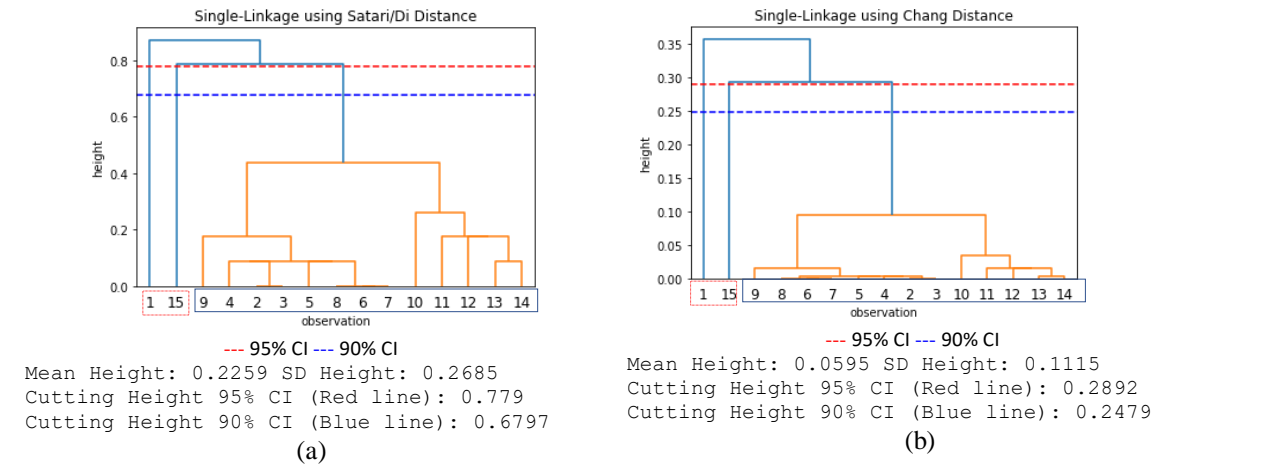 Single-Linkage using Satari/Di Distance
0.8
0.6
0.4
0.2
0.0
height
1 15 9 4 2 3 5 8 6 7 10 11 12 13 14
observation
--- 95% CI --- 90% CI
Mean Height: 0.2259 SD Height: 0.2685
Cutting Height 95% CI (Red line): 0.779
Cutting Height 90% CI (Blue line): 0.6797
(a)
Single-Linkage using Chang Distance
0.35
0.30
0.25
0.20
0.15
0.10
0.05
0.00
height
1 15 9 8 6 7 5 4 2 3 10 11 12 13 14
observation
--- 95% CI --- 90% CI
Mean Height: 0.0595 SD Height: 0.1115
Cutting Height 95% CI (Red line): 0.2892
Cutting Height 90% CI (Blue line): 0.2479
(b)